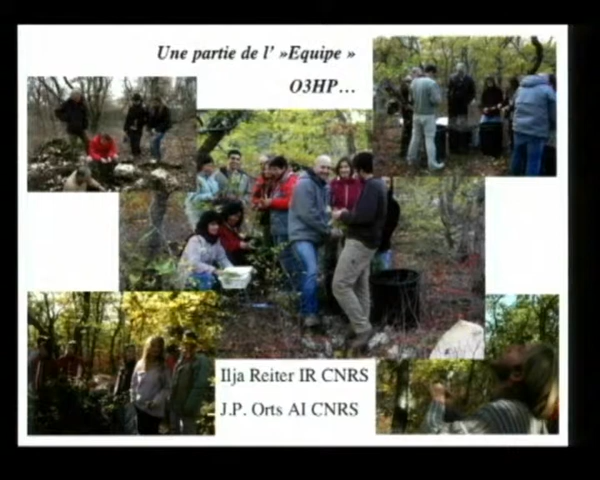 Une partie de l' »Equipe »
O3HP…
Ilja Reiter IR CNRS
J.P. Orts AI CNRS